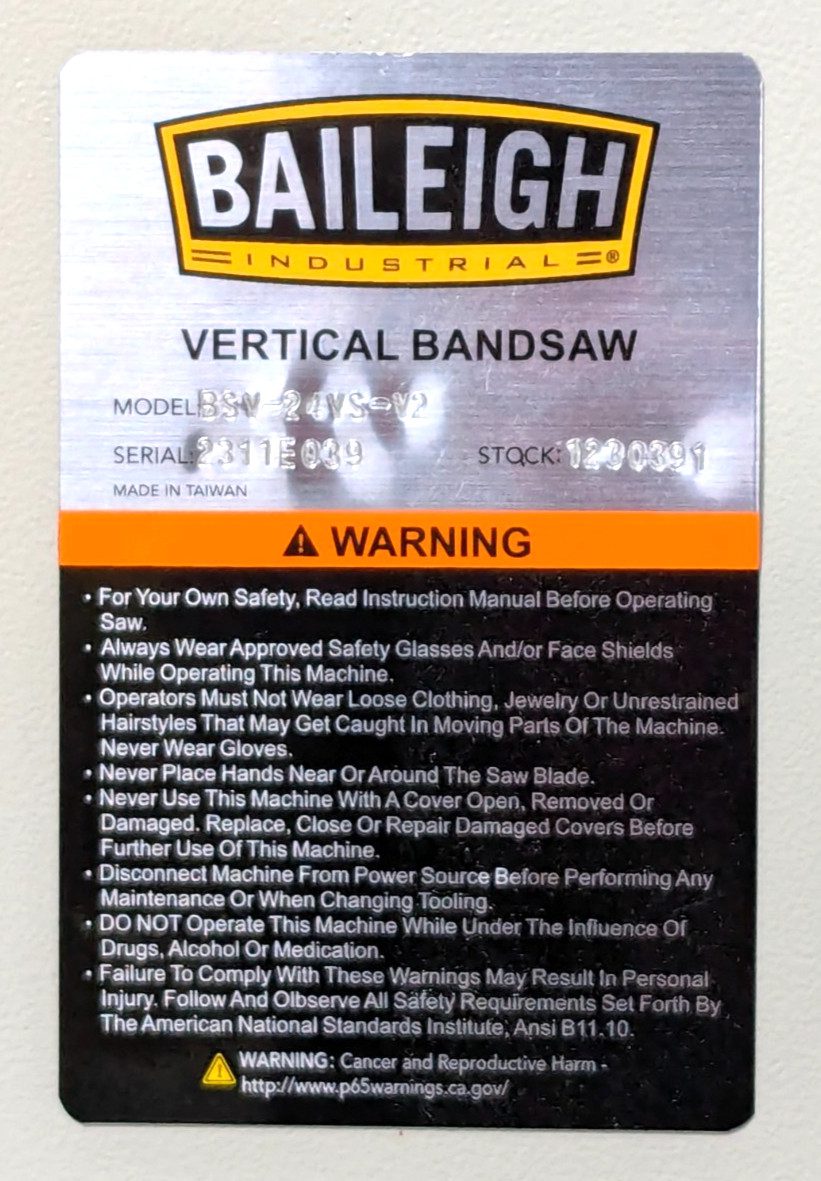 BAILEIGH
INDUSTRIAL®
VERTICAL BANDSAW
MODEL: BSV-24VS-V2
SERIAL: 2311E039 STOCK: 1230391
MADE IN TAIWAN
⚠ WARNING
• For Your Own Safety, Read Instruction Manual Before Operating
Saw.
• Always Wear Approved Safety Glasses And/or Face Shields
While Operating This Machine.
• Operators Must Not Wear Loose Clothing, Jewelry Or Unrestrained
Hairstyles That May Get Caught In Moving Parts Of The Machine.
Never Wear Gloves.
• Never Place Hands Near Or Around The Saw Blade.
• Never Use This Machine With A Cover Open, Removed Or
Damaged. Replace, Close Or Repair Damaged Covers Before
Further Use Of This Machine.
• Disconnect Machine From Power Source Before Performing Any
Maintenance Or When Changing Tooling.
• DO NOT Operate This Machine While Under The Influence Of
Drugs, Alcohol Or Medication.
• Failure To Comply With These Warnings May Result In Personal
Injury. Follow And Olbserve All Safety Requirements Set Forth By
The American National Standards Institute, Ansi B11.10.
⚠ WARNING: Cancer and Reproductive Harm -
http://www.p65warnings.ca.gov/